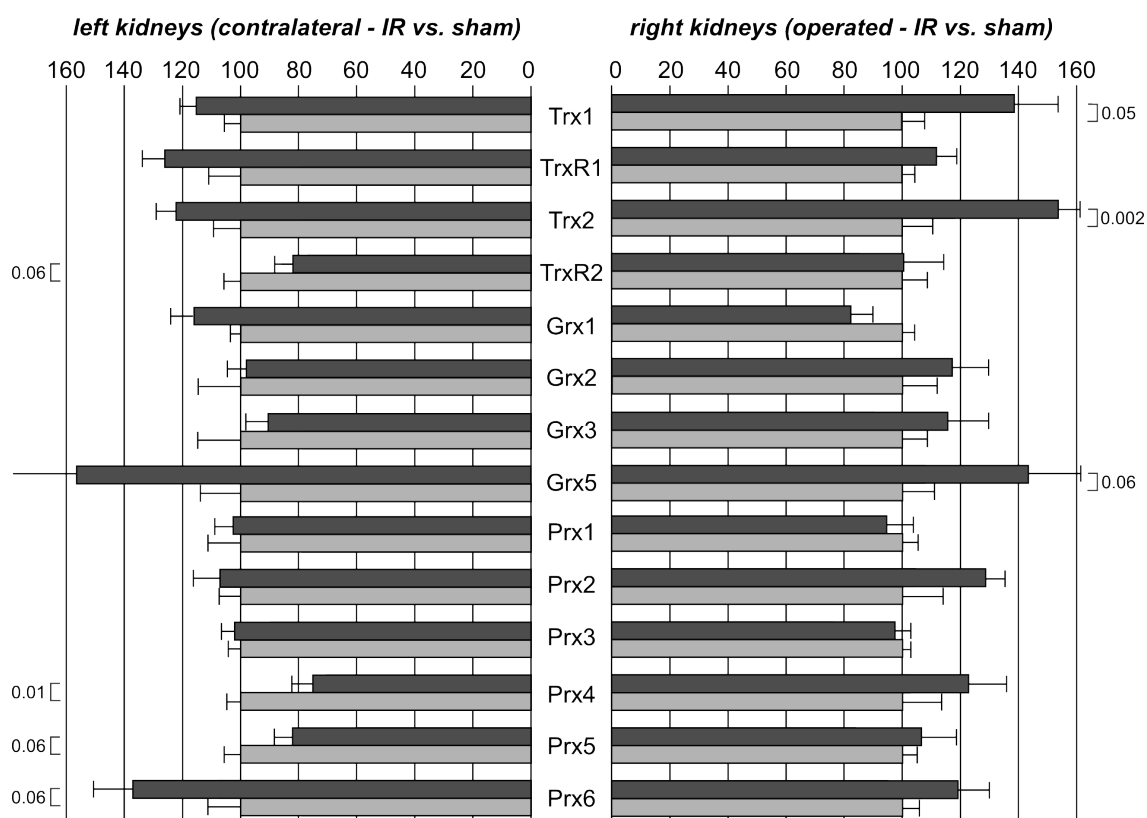 left kidneys (contralateral - IR vs. sham) right kidneys (operated - IR vs. sham)
160 140 120 100 80 60 40 20 0 0 20 40 60 80 100 120 140 160
Trx1 0.05
TrxR1
Trx2 0.002
0.06 TrxR2
Grx1
Grx2
Grx3
Grx5 0.06
Prx1
Prx2
Prx3
0.01 Prx4
0.06 Prx5
0.06 Prx6